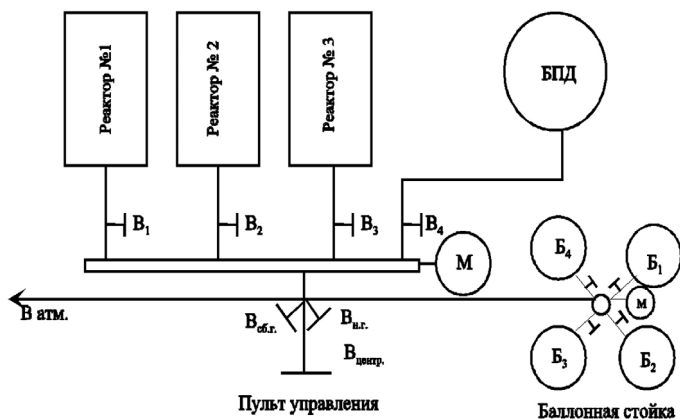 Реактор №1
Реактор № 2
Реактор № 3
БПД
В₁
В₂
В₃
В₄
М
Б₄
Б₁
м
Б₃
Б₂
В атм.
Всб.г.
Вн.г.
Вцентр.
Пульт управления
Баллонная стойка